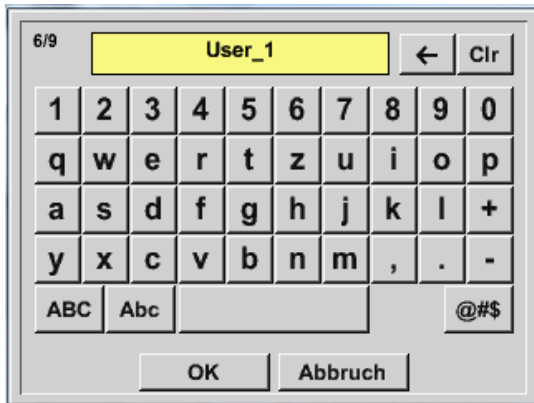 6/9 User_1 ← Clr
1 2 3 4 5 6 7 8 9 0
q w e r t z u i o p
a s d f g h j k l +
y x c v b n m , . -
ABC Abc @#$
OK Abbruch